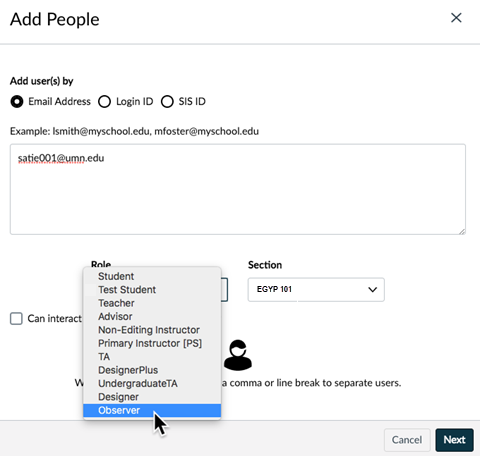 Add People
Add user(s) by
Email Address Login ID SIS ID
Example: lsmith@myschool.edu, mfoster@myschool.edu
satie001@umn.edu
Role Section
EGYP 101
Student
Test Student
Teacher
Advisor
Non-Editing Instructor
Primary Instructor [PS]
TA
DesignerPlus
UndergraduateTA
Designer
Observer
Can interact
a comma or line break to separate users.
Cancel Next